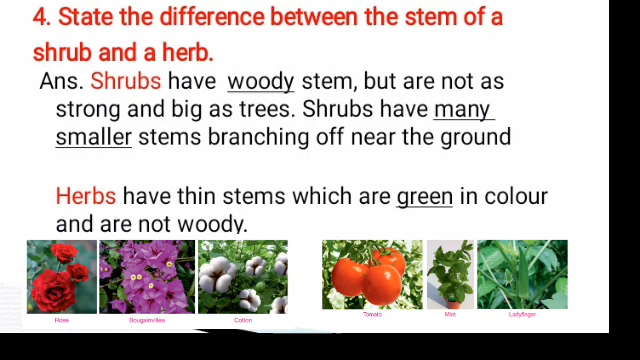 4. State the difference between the stem of a
shrub and a herb.
Ans. Shrubs have woody stem, but are not as
strong and big as trees. Shrubs have many
smaller stems branching off near the ground
Herbs have thin stems which are green in colour
and are not woody.
Rose Bougainvillea Cotton Tomato Mint Ladyfinger